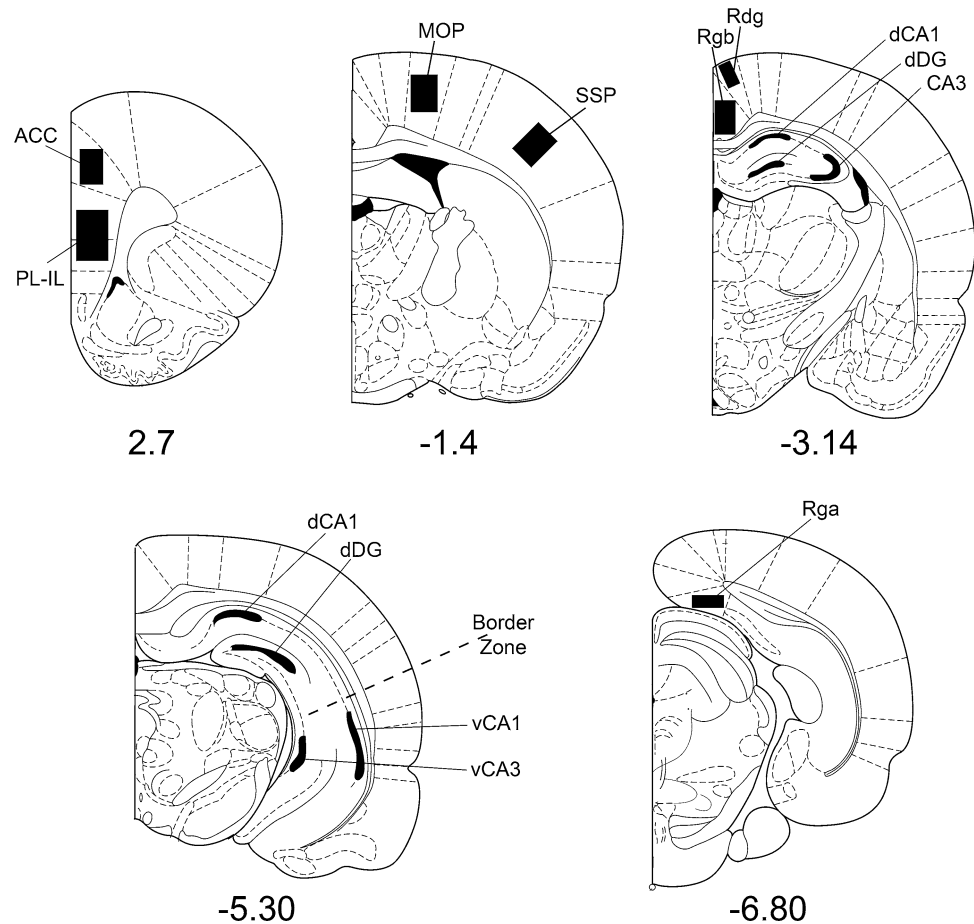 ACC
PL-IL
2.7
MOP
SSP
-1.4
Rdg
Rgb
dCA1
dDG
CA3
-3.14
dCA1
dDG
Border
Zone
vCA1
vCA3
-5.30
Rga
-6.80